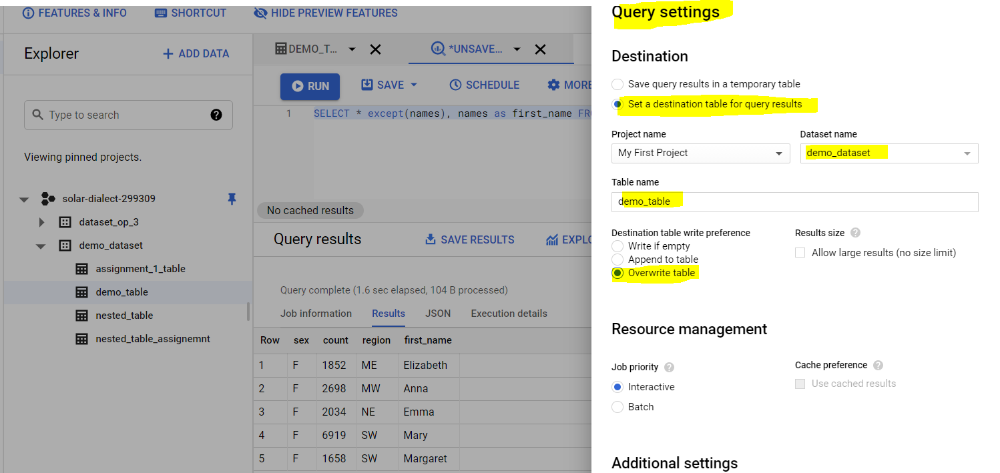 FEATURES & INFO SHORTCUT HIDE PREVIEW FEATURES
Explorer + ADD DATA
Type to search
Viewing pinned projects.
solar-dialect-299309
dataset_op_3
demo_dataset
assignment_1_table
demo_table
nested_table
nested_table_assignemnt
DEMO_T... *UNSAVE...
RUN SAVE SCHEDULE MORE
1 SELECT * except(names), names as first_name FR
No cached results
Query results SAVE RESULTS EXPLO
Query complete (1.6 sec elapsed, 104 B processed)
Job information Results JSON Execution details
Row sex count region first_name
1 F 1852 ME Elizabeth
2 F 2698 MW Anna
3 F 2034 NE Emma
4 F 6919 SW Mary
5 F 1658 SW Margaret
Query settings
Destination
Save query results in a temporary table
Set a destination table for query results
Project name Dataset name
My First Project demo_dataset
Table name
demo_table
Destination table write preference Results size ?
Write if empty
Allow large results (no size limit)
Append to table
Overwrite table
Resource management
Job priority ? Cache preference ?
Interactive Use cached results
Batch
Additional settings